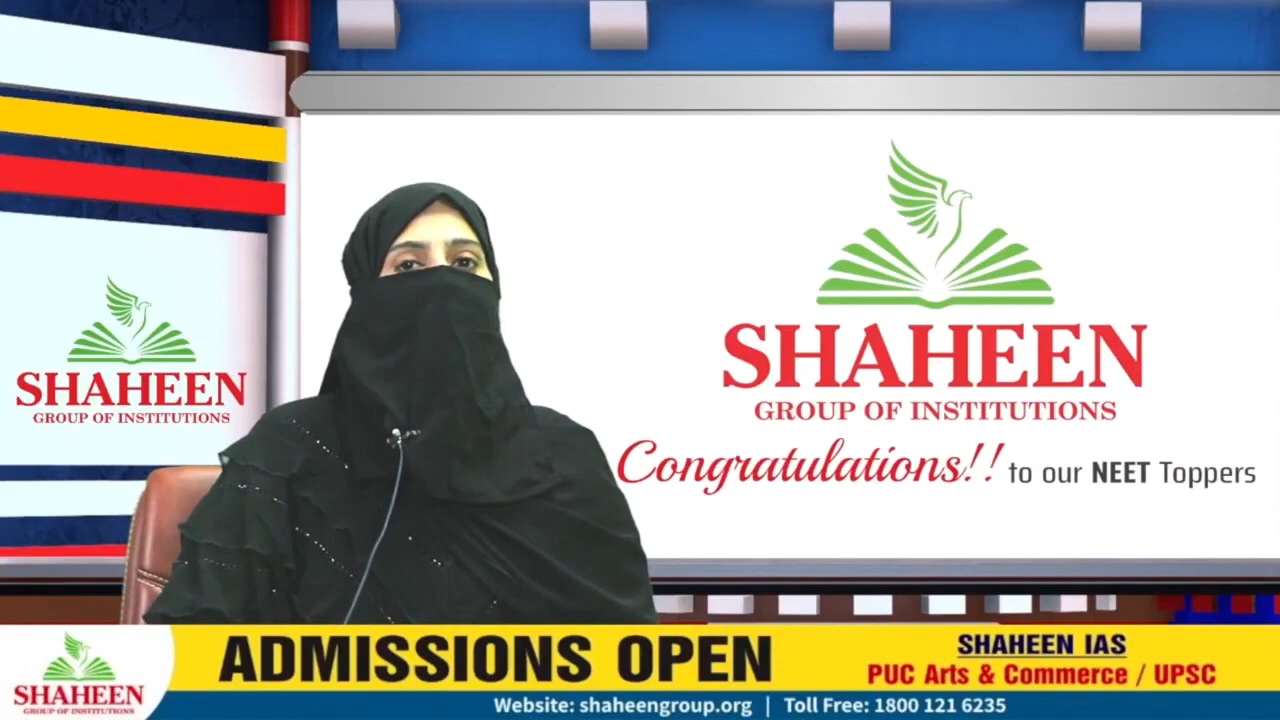 SHAHEEN
GROUP OF INSTITUTIONS
SHAHEEN
GROUP OF INSTITUTIONS
Congratulations!! to our NEET Toppers
SHAHEEN
GROUP OF INSTITUTIONS
ADMISSIONS OPEN
SHAHEEN IAS
PUC Arts & Commerce / UPSC
Website: shaheengroup.org | Toll Free: 1800 121 6235